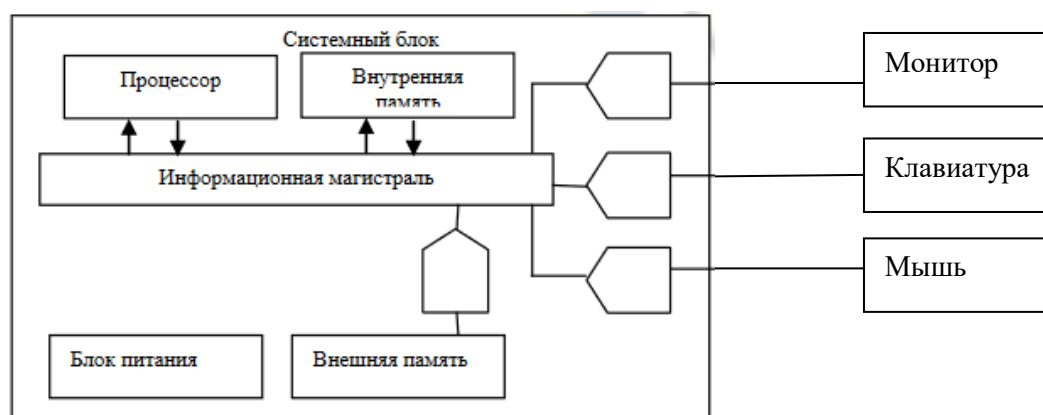 Системный блок
Процессор
Внутренняя
память
Информационная магистраль
Блок питания
Внешняя память
Монитор
Клавиатура
Мышь